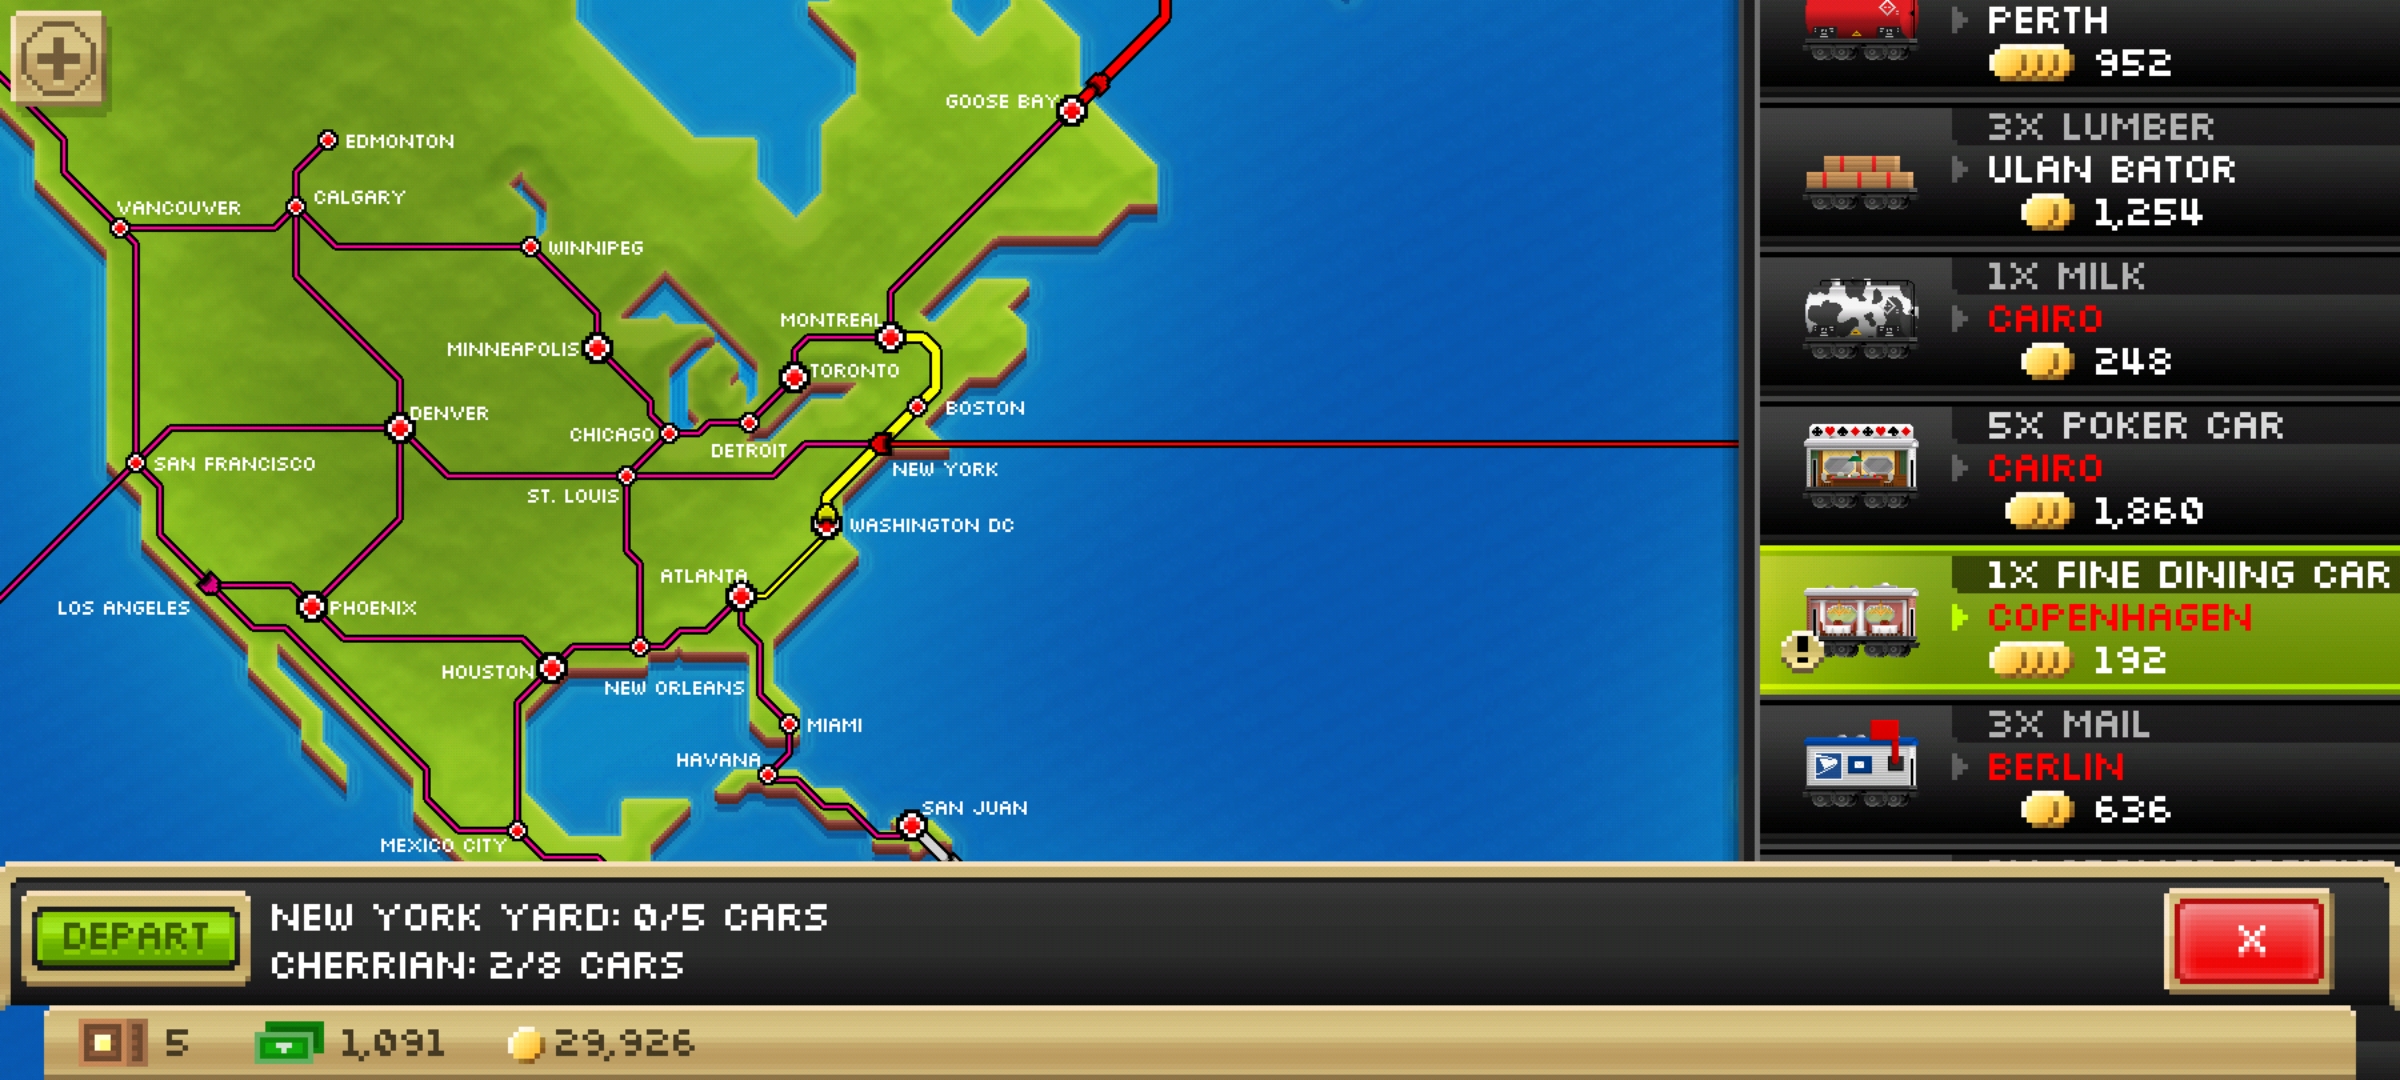 GOOSE BAY
EDMONTON
CALGARY
VANCOUVER
WINNIPEG
MONTREAL
MINNEAPOLIS
TORONTO
DENVER
BOSTON
CHICAGO
DETROIT
SAN FRANCISCO
NEW YORK
ST. LOUIS
WASHINGTON DC
ATLANTA
LOS ANGELES
PHOENIX
HOUSTON
NEW ORLEANS
MIAMI
HAVANA
SAN JUAN
MEXICO CITY
PERTH
952
3X LUMBER
ULAN BATOR
1,254
1X MILK
CAIRO
248
5X POKER CAR
CAIRO
1,860
1X FINE DINING CAR
COPENHAGEN
192
3X MAIL
BERLIN
636
DEPART
NEW YORK YARD: 0/5 CARS
CHERRIAN: 2/8 CARS
X
5
1,091
29,926